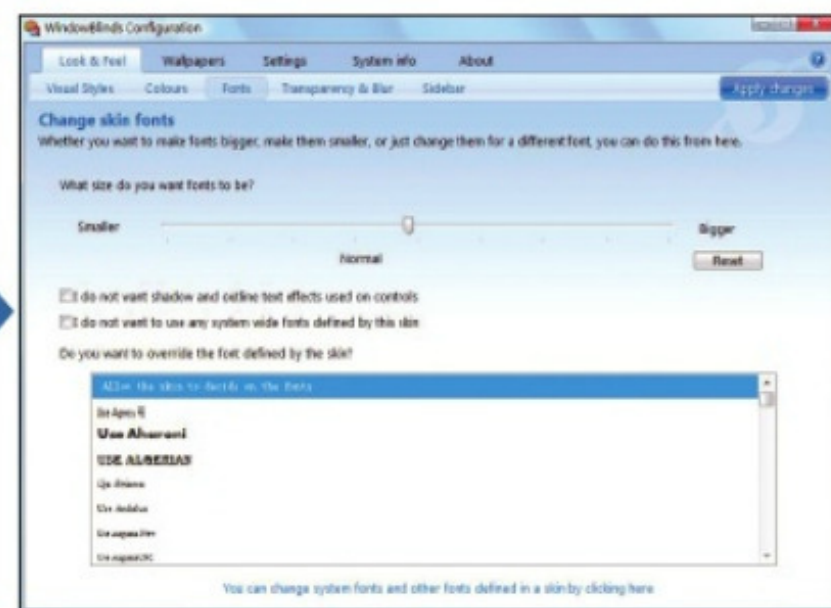 WindowBlinds Configuration
Look & Feel Wallpapers Settings System info About
Visual Styles Colours Fonts Transparency & Blur Sidebar Apply changes
Change skin fonts
Whether you want to make fonts bigger, make them smaller, or just change them for a different font, you can do this from here.
What size do you want fonts to be?
Smaller Bigger
Normal Reset
I do not want shadow and outline text effects used on controls
I do not want to use any system wide fonts defined by this skin
Do you want to override the font defined by the skin?
Allow the skin to decide on the fonts
Use Agency
Use Aharoni
USE ALGERIAN
Use Andalus
You can change system fonts and other fonts defined in a skin by clicking here